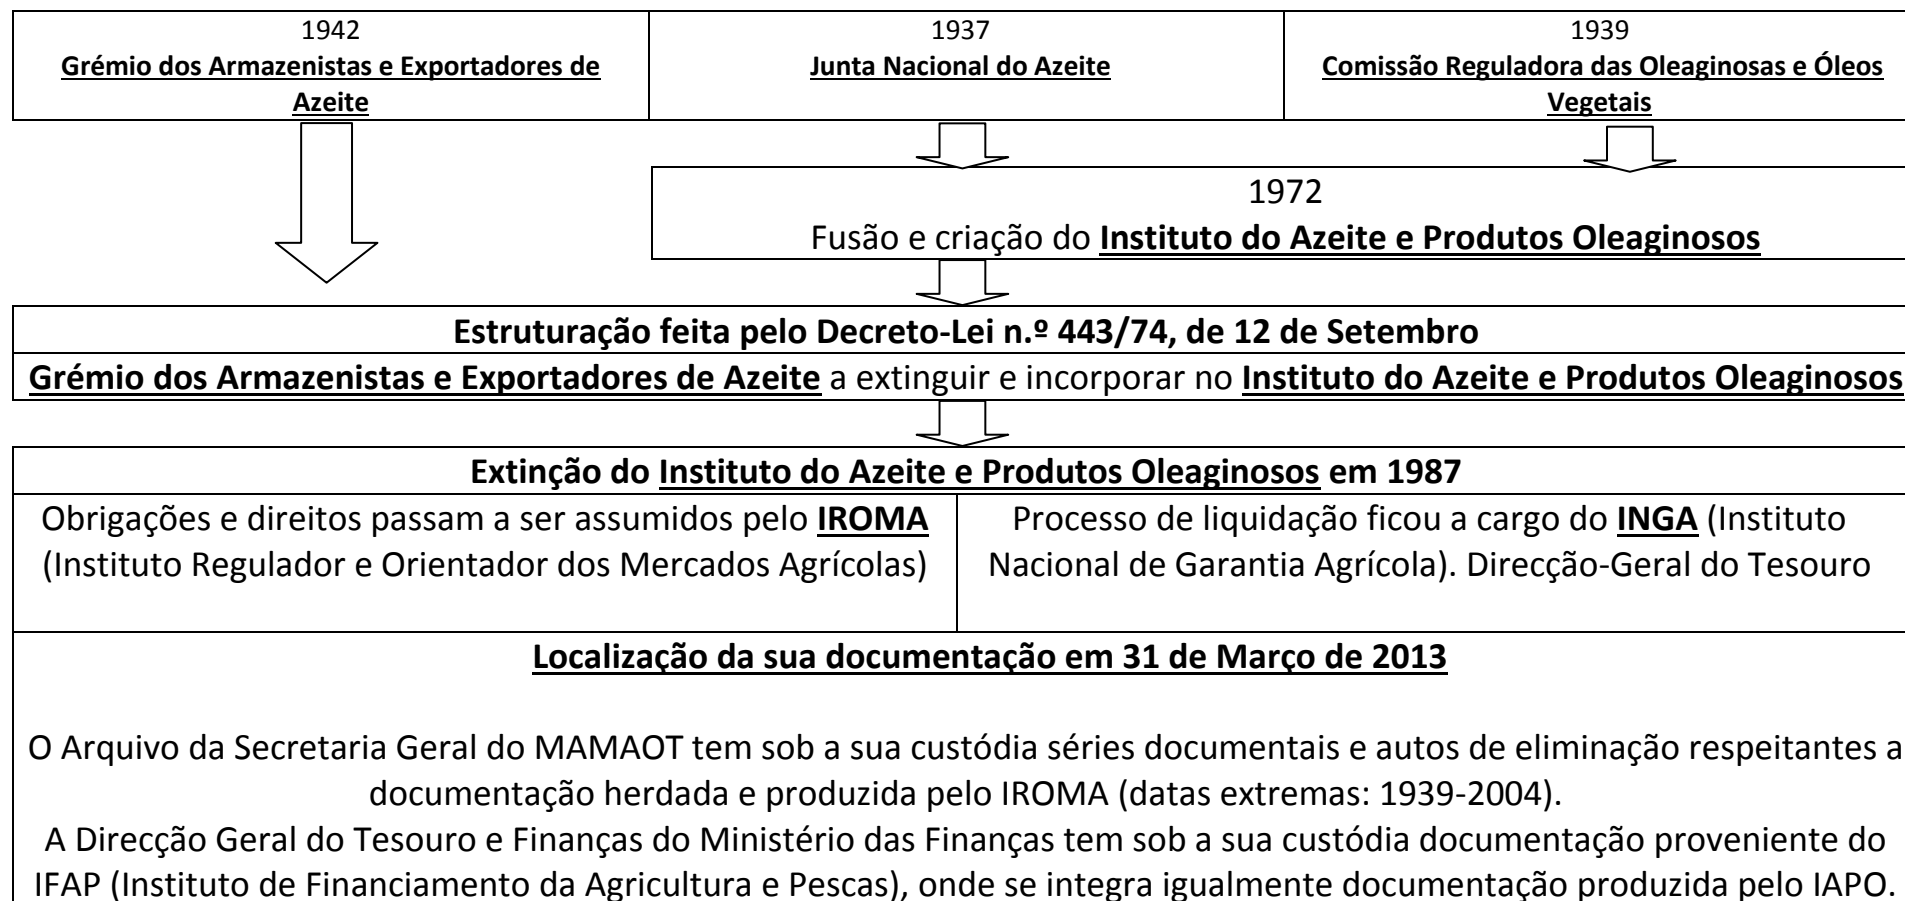 1942
Grémio dos Armazenistas e Exportadores de
Azeite
1937
Junta Nacional do Azeite
1939
Comissão Reguladora das Oleaginosas e Óleos
Vegetais
1972
Fusão e criação do Instituto do Azeite e Produtos Oleaginosos
Estruturação feita pelo Decreto-Lei n.º 443/74, de 12 de Setembro
Grémio dos Armazenistas e Exportadores de Azeite a extinguir e incorporar no Instituto do Azeite e Produtos Oleaginosos
Extinção do Instituto do Azeite e Produtos Oleaginosos em 1987
Obrigações e direitos passam a ser assumidos pelo IROMA
(Instituto Regulador e Orientador dos Mercados Agrícolas)
Processo de liquidação ficou a cargo do INGA (Instituto
Nacional de Garantia Agrícola). Direcção-Geral do Tesouro
Localização da sua documentação em 31 de Março de 2013
O Arquivo da Secretaria Geral do MAMAOT tem sob a sua custódia séries documentais e autos de eliminação respeitantes a
documentação herdada e produzida pelo IROMA (datas extremas: 1939-2004).
A Direcção Geral do Tesouro e Finanças do Ministério das Finanças tem sob a sua custódia documentação proveniente do
IFAP (Instituto de Financiamento da Agricultura e Pescas), onde se integra igualmente documentação produzida pelo IAPO.